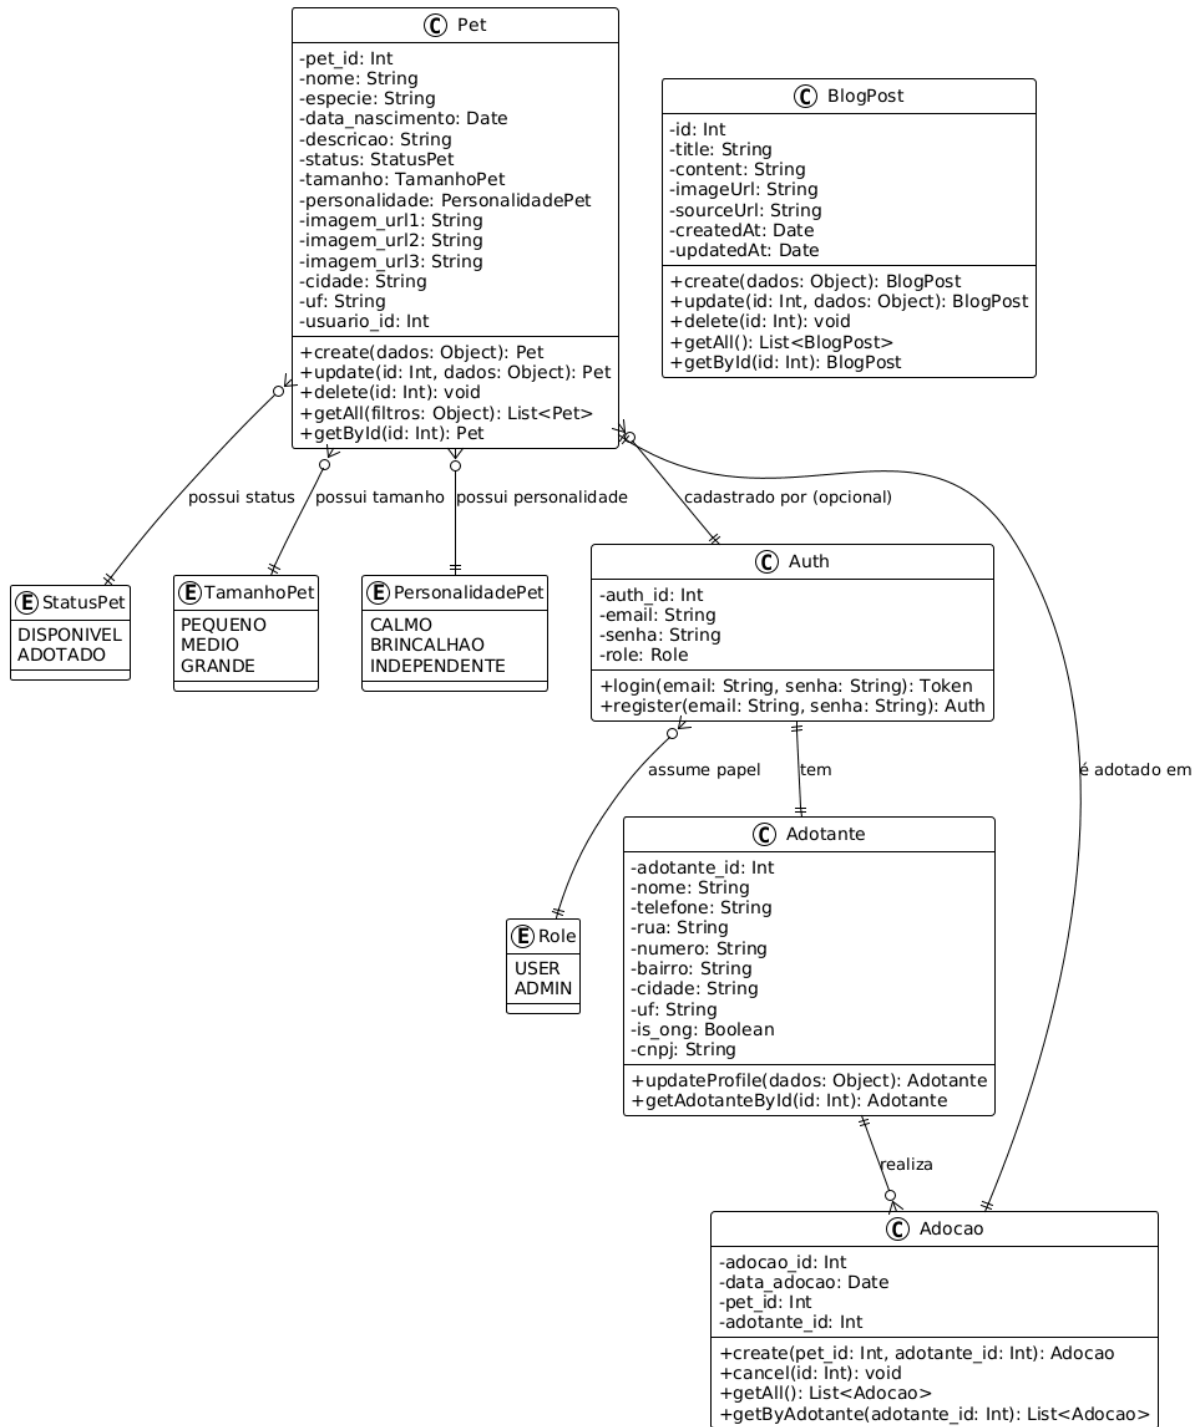 C Pet
-pet_id: Int
-nome: String
-especie: String
-data_nascimento: Date
-descricao: String
-status: StatusPet
-tamanho: TamanhoPet
-personalidade: PersonalidadePet
-imagem_url1: String
-imagem_url2: String
-imagem_url3: String
-cidade: String
-uf: String
-usuario_id: Int
+create(dados: Object): Pet
+update(id: Int, dados: Object): Pet
+delete(id: Int): void
+getAll(filtros: Object): List<Pet>
+getById(id: Int): Pet
C BlogPost
-id: Int
-title: String
-content: String
-imageUrl: String
-sourceUrl: String
-createdAt: Date
-updatedAt: Date
+create(dados: Object): BlogPost
+update(id: Int, dados: Object): BlogPost
+delete(id: Int): void
+getAll(): List<BlogPost>
+getById(id: Int): BlogPost
possui status
possui tamanho
possui personalidade
cadastrado por (opcional)
E StatusPet
DISPONIVEL
ADOTADO
E TamanhoPet
PEQUENO
MEDIO
GRANDE
E PersonalidadePet
CALMO
BRINCALHAO
INDEPENDENTE
C Auth
-auth_id: Int
-email: String
-senha: String
-role: Role
+login(email: String, senha: String): Token
+register(email: String, senha: String): Auth
assume papel
tem
é adotado em
E Role
USER
ADMIN
C Adotante
-adotante_id: Int
-nome: String
-telefone: String
-rua: String
-numero: String
-bairro: String
-cidade: String
-uf: String
-is_ong: Boolean
-cnpj: String
+updateProfile(dados: Object): Adotante
+getAdotanteById(id: Int): Adotante
realiza
C Adocao
-adocao_id: Int
-data_adocao: Date
-pet_id: Int
-adotante_id: Int
+create(pet_id: Int, adotante_id: Int): Adocao
+cancel(id: Int): void
+getAll(): List<Adocao>
+getByAdotante(adotante_id: Int): List<Adocao>